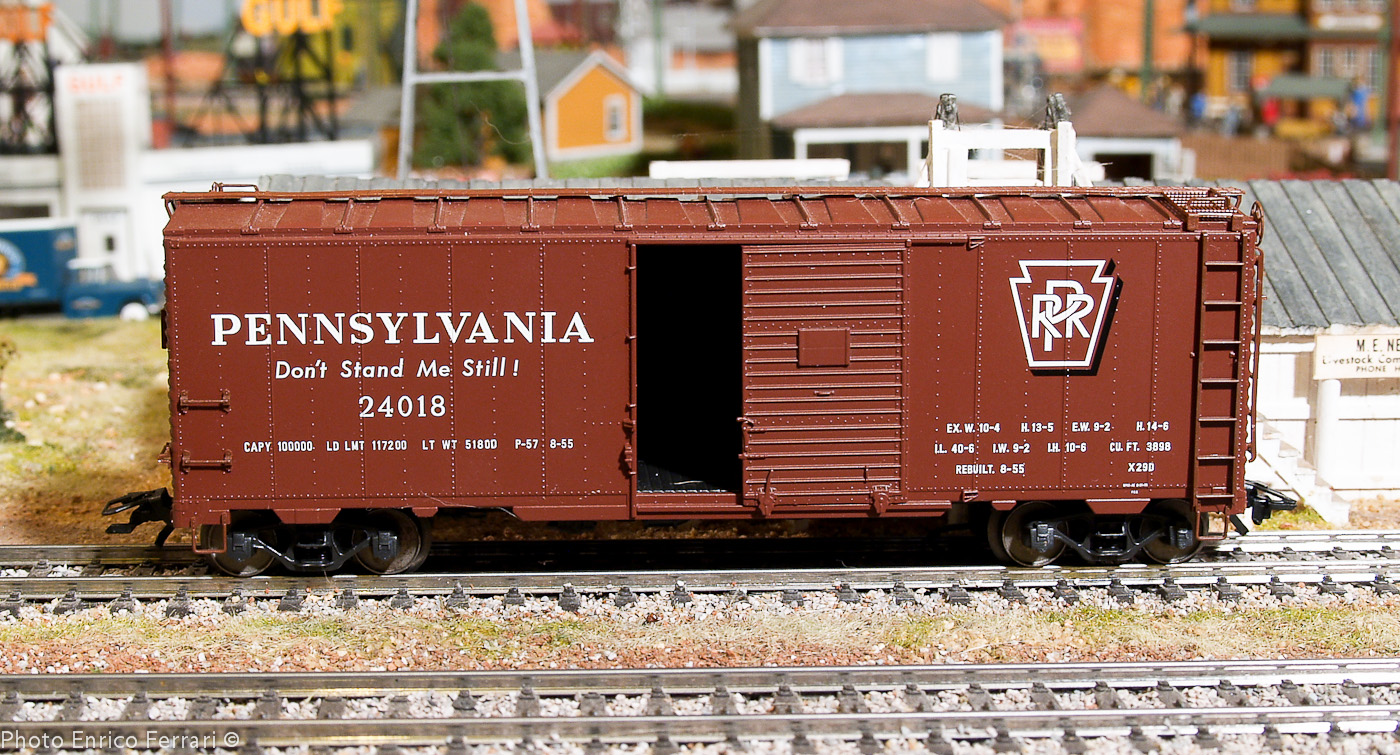 GULF
GULF
PENNSYLVANIA
Don't Stand Me Still!
24018
CAPY 100000 LD LMT 117200 LT WT 51800 P-57 8-55
PRR
EX. W. 10-4 H. 13-5 E.W. 9-2 H. 14-6
I.L. 40-6 I.W. 9-2 I.H. 10-6 CU. FT. 3898
REBUILT. 8-55 X29D
M. E. NE
Livestock Com
PHONE H
Photo Enrico Ferrari ©